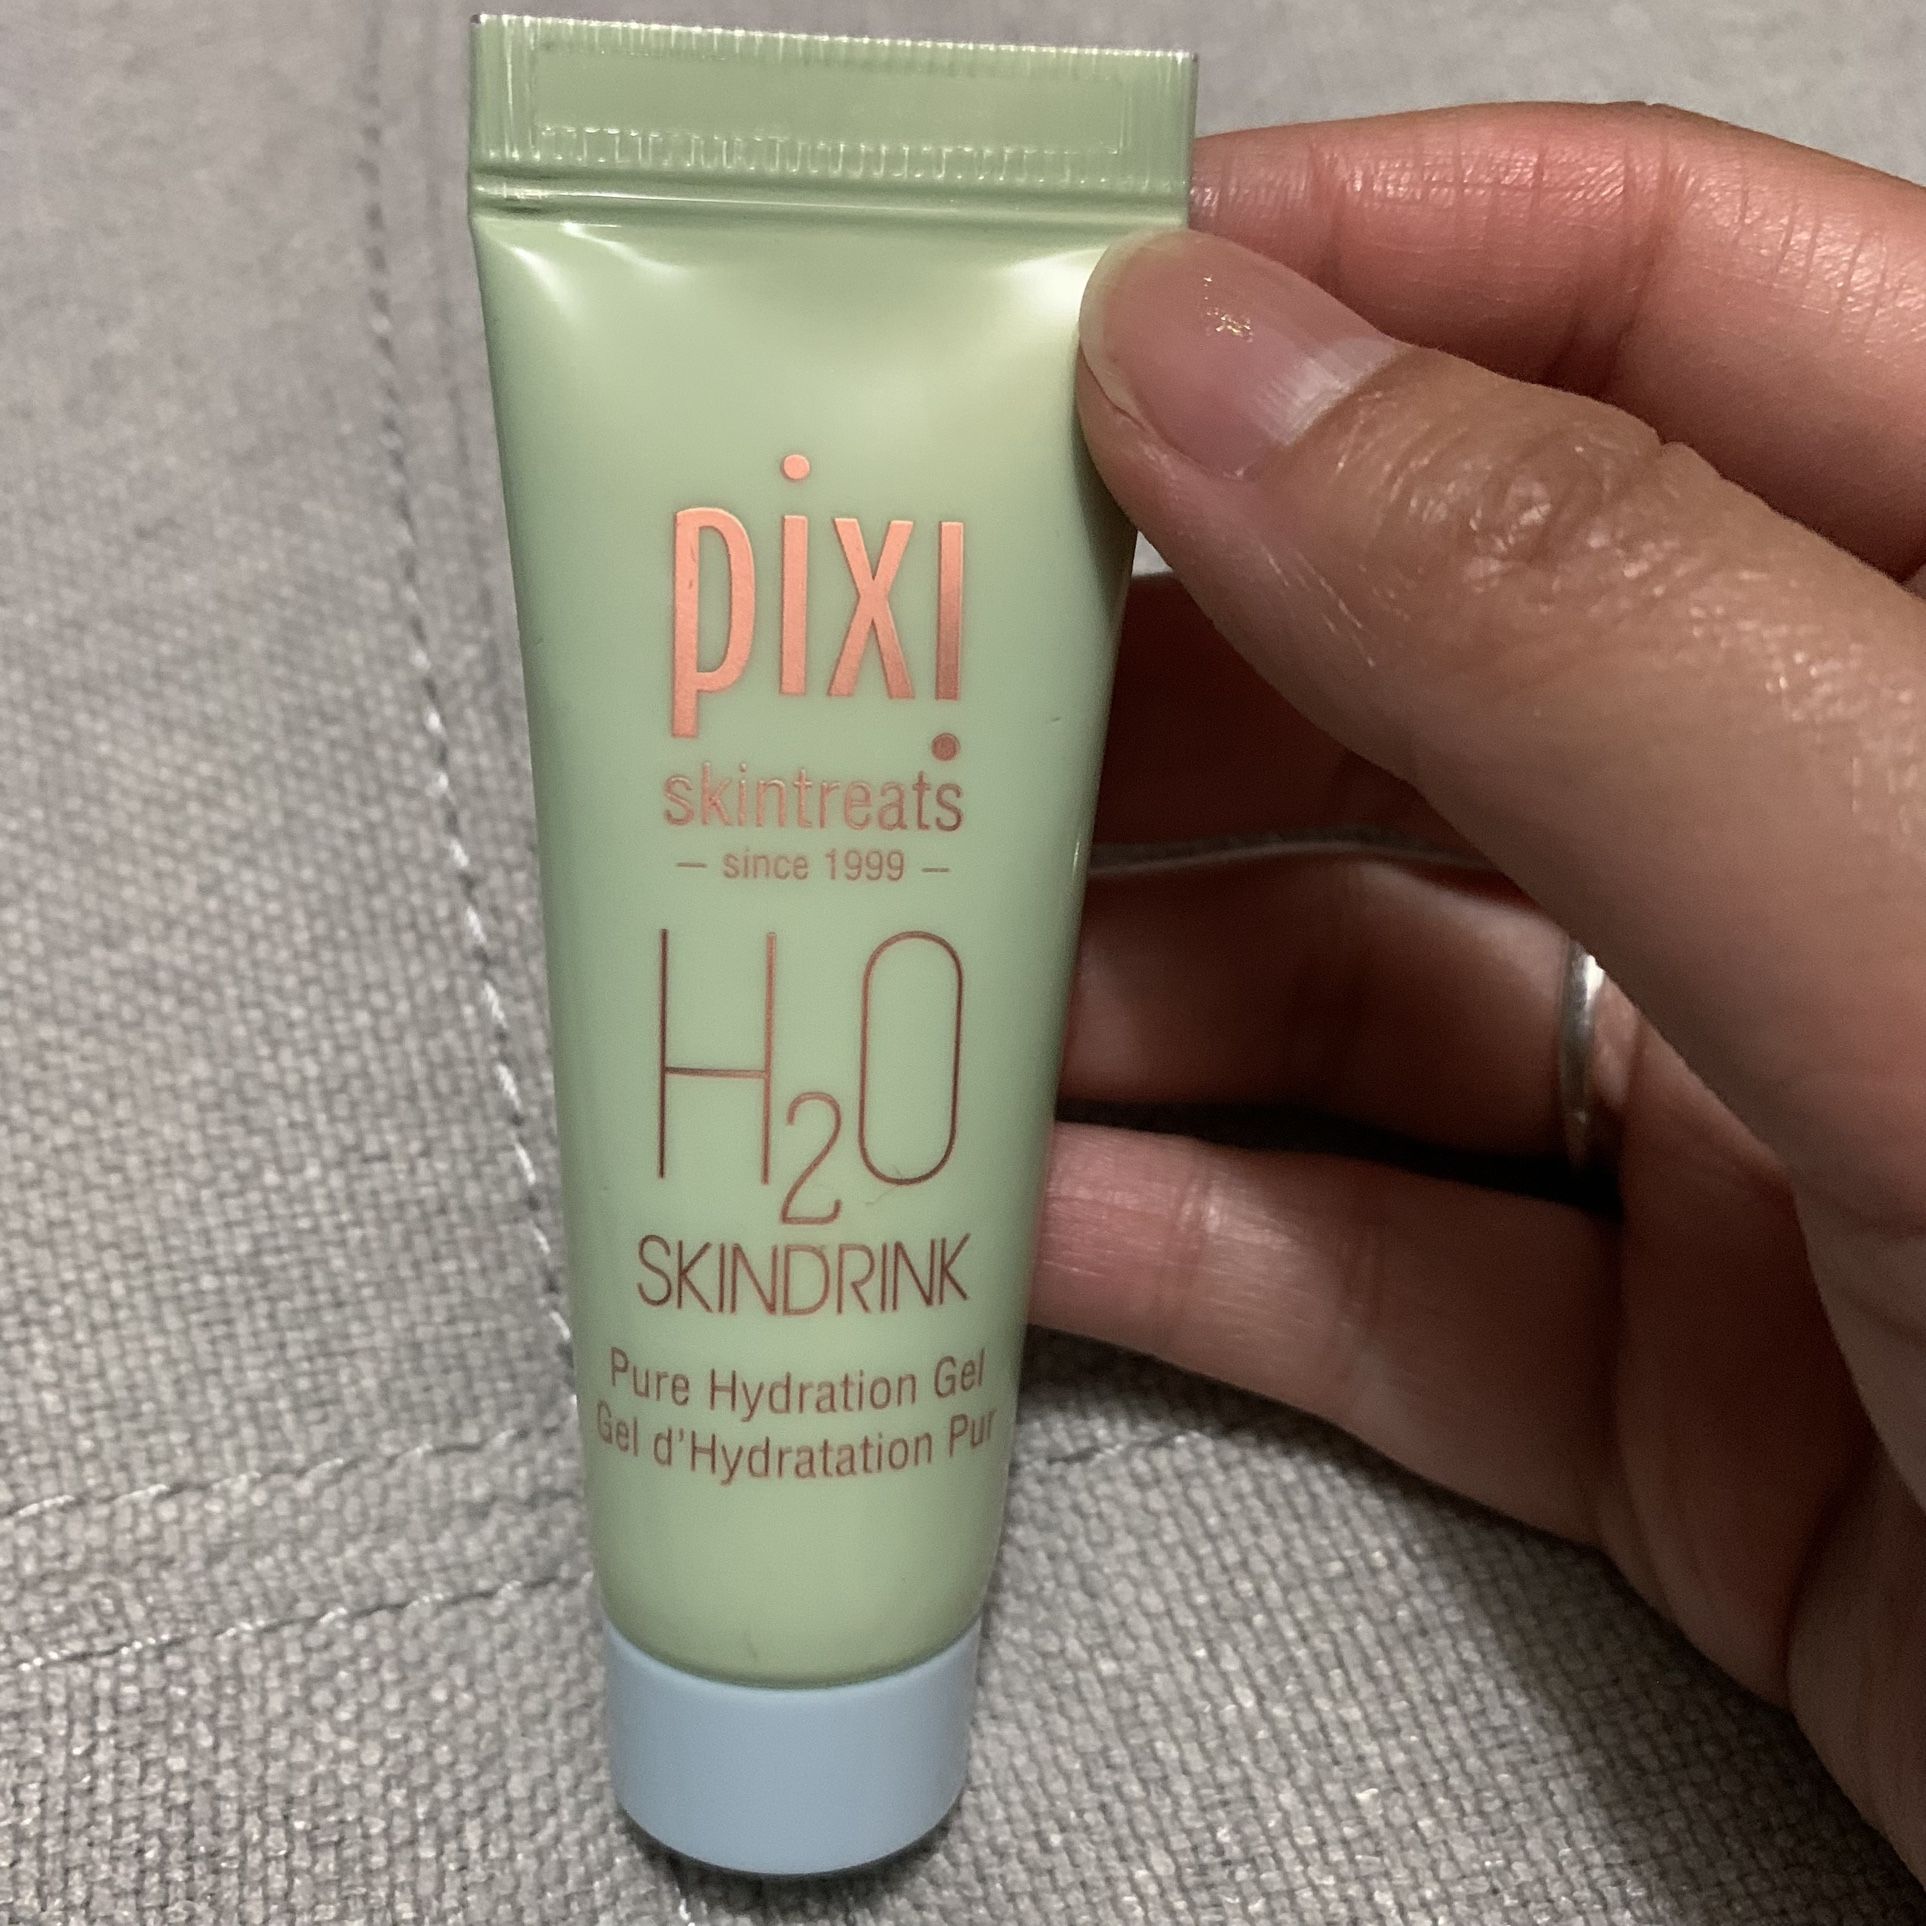 pixi
skintreats
– since 1999 –
H₂O
SKINDRINK
Pure Hydration Gel
Gel d'Hydratation Pur